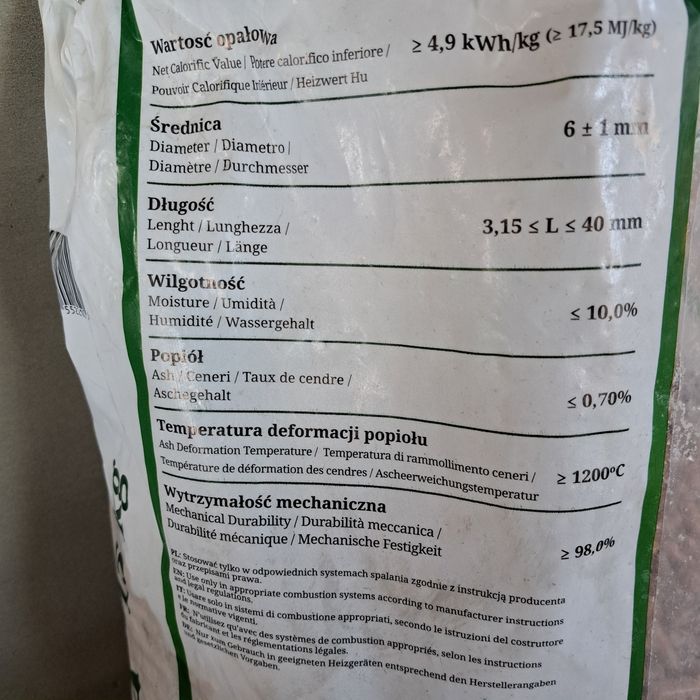 Wartość opałowa
Net Calorific Value | Potere calorifico inferiore /
Pouvoir Calorifique Inférieur / Heizwert Hu
≥ 4,9 kWh/kg (≥ 17,5 MJ/kg)
Średnica
Diameter / Diametro |
Diamètre / Durchmesser
6 ± 1 mm
Długość
Lenght / Lunghezza /
Longueur / Länge
3,15 ≤ L ≤ 40 mm
Wilgotność
Moisture / Umidità /
Humidité / Wassergehalt
≤ 10,0%
Popiół
Ash / Ceneri / Taux de cendre /
Aschegehalt
≤ 0,70%
Temperatura deformacji popiołu
Ash Deformation Temperature / Temperatura di rammollimento ceneri /
Température de déformation des cendres / Ascheerweichungstemperatur
≥ 1200°C
Wytrzymałość mechaniczna
Mechanical Durability / Durabilità meccanica /
Durabilité mécanique / Mechanische Festigkeit
≥ 98,0%
PL: Stosować tylko w odpowiednich systemach spalania zgodnie z instrukcją producenta
oraz przepisami prawa.
EN: Use only in appropriate combustion systems according to manufacturer instructions
and legal regulations.
IT: Usare solo in sistemi di combustione appropriati, secondo le istruzioni del costruttore
e le normative vigenti.
FR: N'utilisez qu'avec des systèmes de combustion appropriés, selon les instructions
du fabricant et les réglementations légales.
DE: Nur zum Gebrauch in geeigneten Heizgeräten entsprechend den Herstellerangaben
und gesetzlichen Vorgaben.